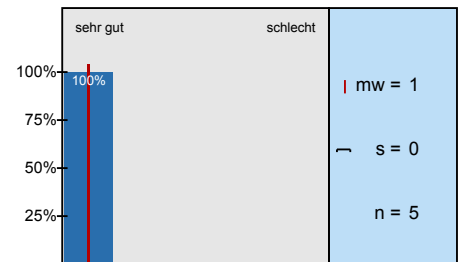 sehr gut schlecht
100%
100%
75%
50%
25%
mw = 1
s = 0
n = 5